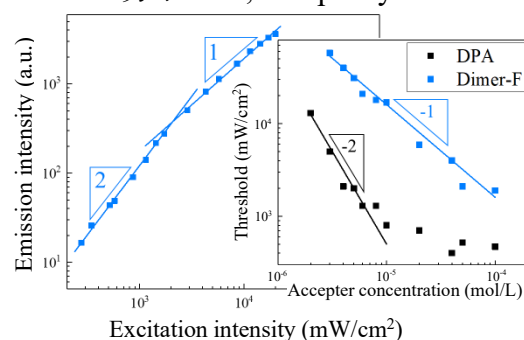 Emission intensity (a.u.)
10³
10²
10¹
1
2
10³
10⁴
Excitation intensity (mW/cm²)
DPA
Dimer-F
-1
-2
Threshold (mW/cm²)
10⁴
10³
10⁻⁶
10⁻⁵
10⁻⁴
Accepter concentration (mol/L)